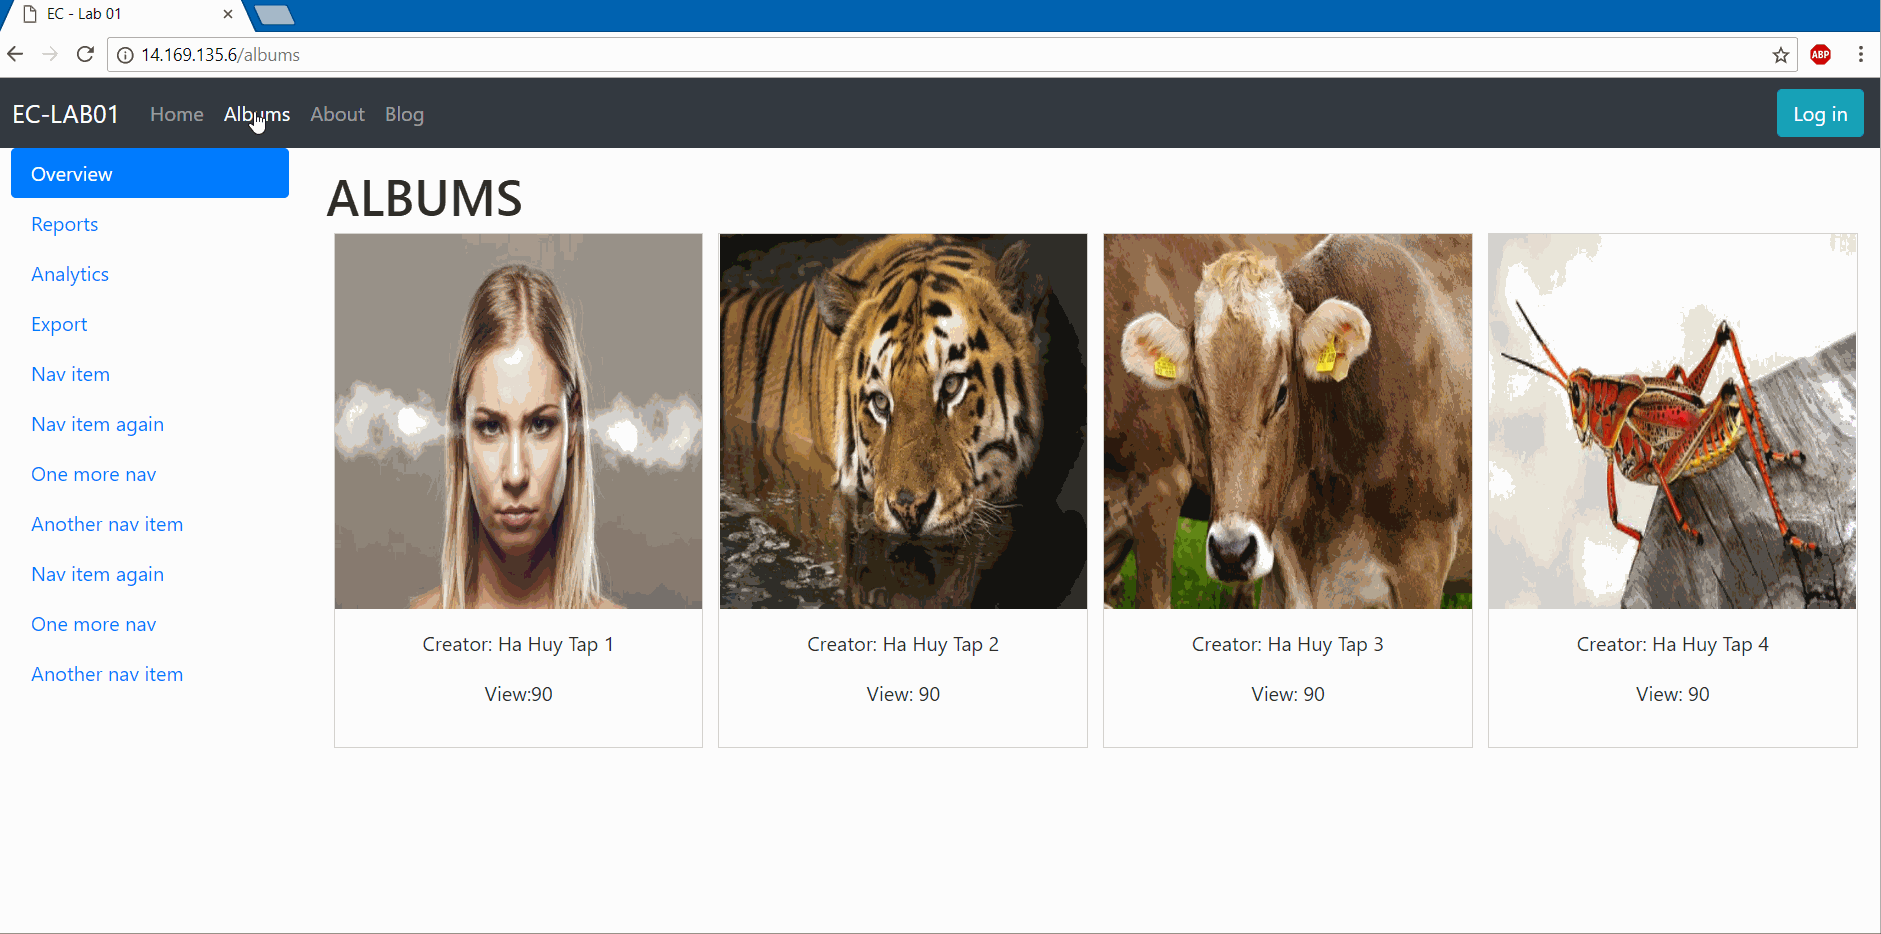 EC - Lab 01
14.169.135.6/albums
ABP
EC-LAB01 Home Albums About Blog Log in
Overview
Reports
Analytics
Export
Nav item
Nav item again
One more nav
Another nav item
Nav item again
One more nav
Another nav item
ALBUMS
Creator: Ha Huy Tap 1
View:90
Creator: Ha Huy Tap 2
View: 90
Creator: Ha Huy Tap 3
View: 90
Creator: Ha Huy Tap 4
View: 90